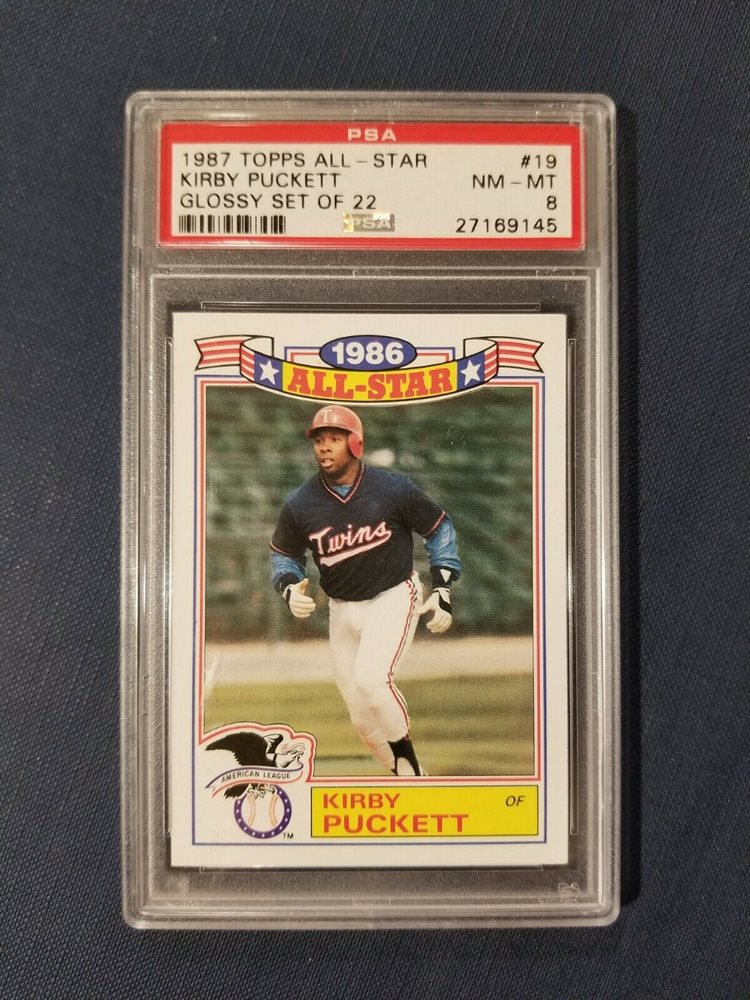 PSA
1987 TOPPS ALL-STAR #19
KIRBY PUCKETT NM-MT
GLOSSY SET OF 22 8
PSA 27169145
1986
ALL-STAR
T
Twins
AMERICAN LEAGUE
TM
KIRBY OF
PUCKETT